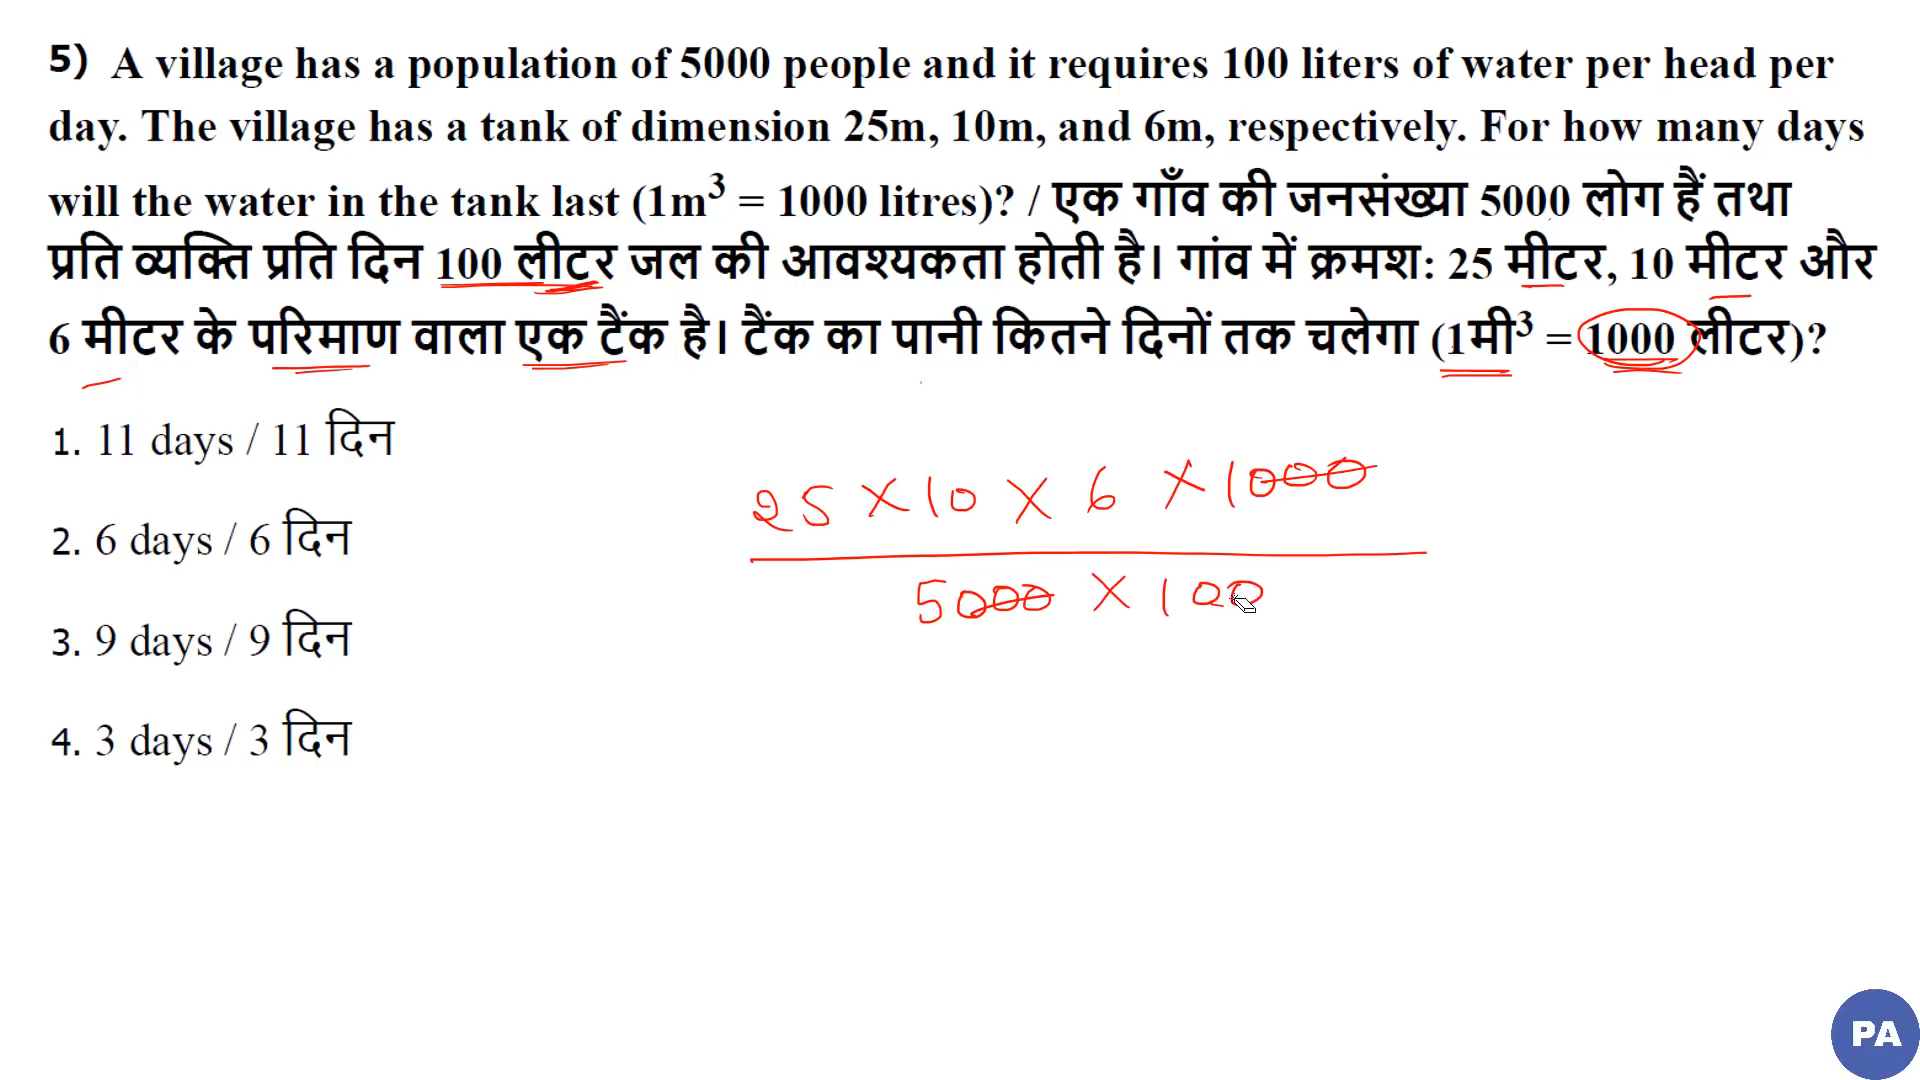 5) A village has a population of 5000 people and it requires 100 liters of water per head per
day. The village has a tank of dimension 25m, 10m, and 6m, respectively. For how many days
will the water in the tank last (1m³ = 1000 litres)? / एक गाँव की जनसंख्या 5000 लोग हैं तथा
प्रति व्यक्ति प्रति दिन 100 लीटर जल की आवश्यकता होती है। गांव में क्रमश: 25 मीटर, 10 मीटर और
6 मीटर के परिमाण वाला एक टैंक है। टैंक का पानी कितने दिनों तक चलेगा (1मी³ = 1000 लीटर)?
1. 11 days / 11 दिन
2. 6 days / 6 दिन
3. 9 days / 9 दिन
4. 3 days / 3 दिन
25 × 10 × 6 × 1000
5000 × 100
PA